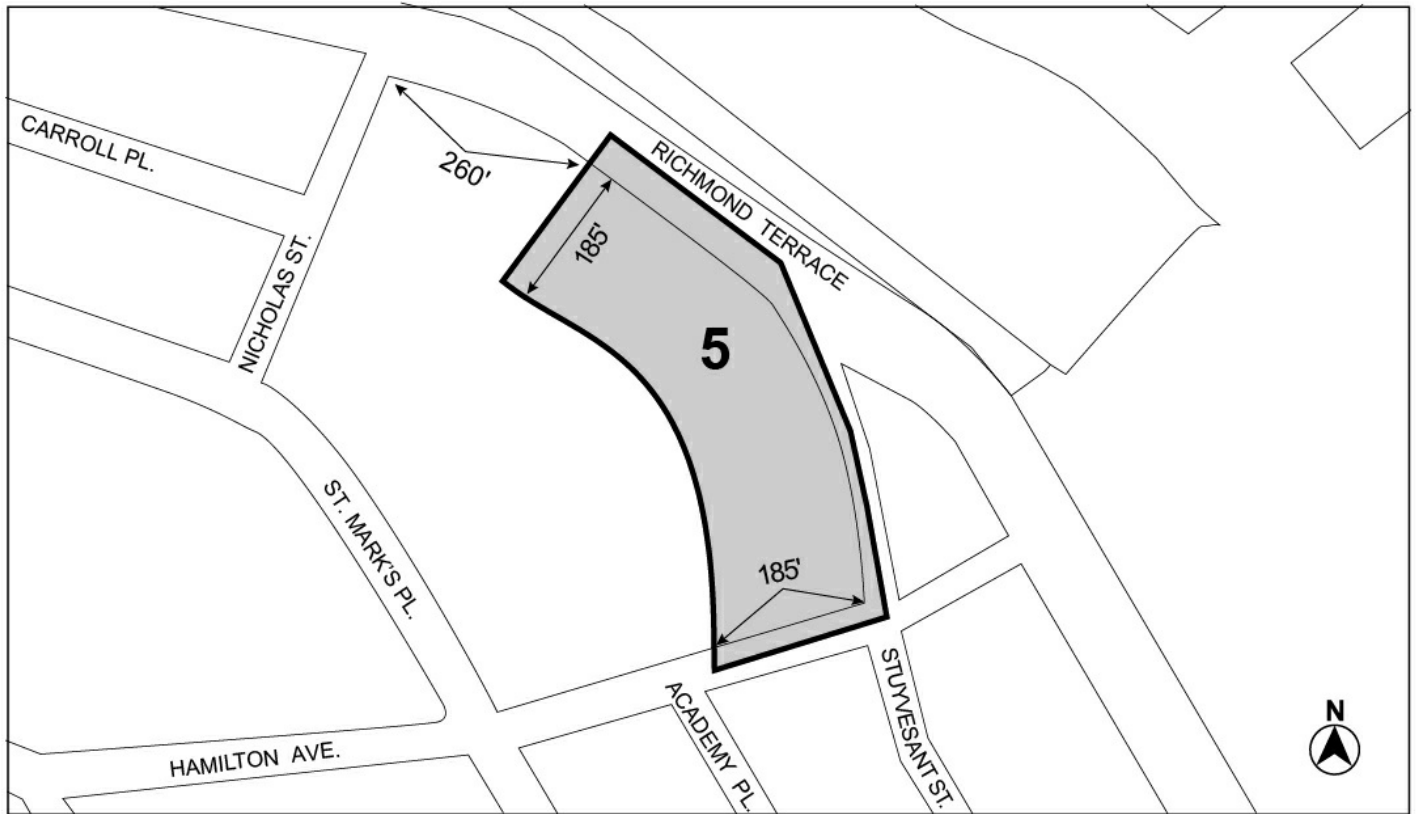 CARROLL PL.
260'
RICHMOND TERRACE
185'
NICHOLAS ST.
5
ST. MARK'S PL.
185'
HAMILTON AVE.
ACADEMY PL.
STUYVESANT ST.
N